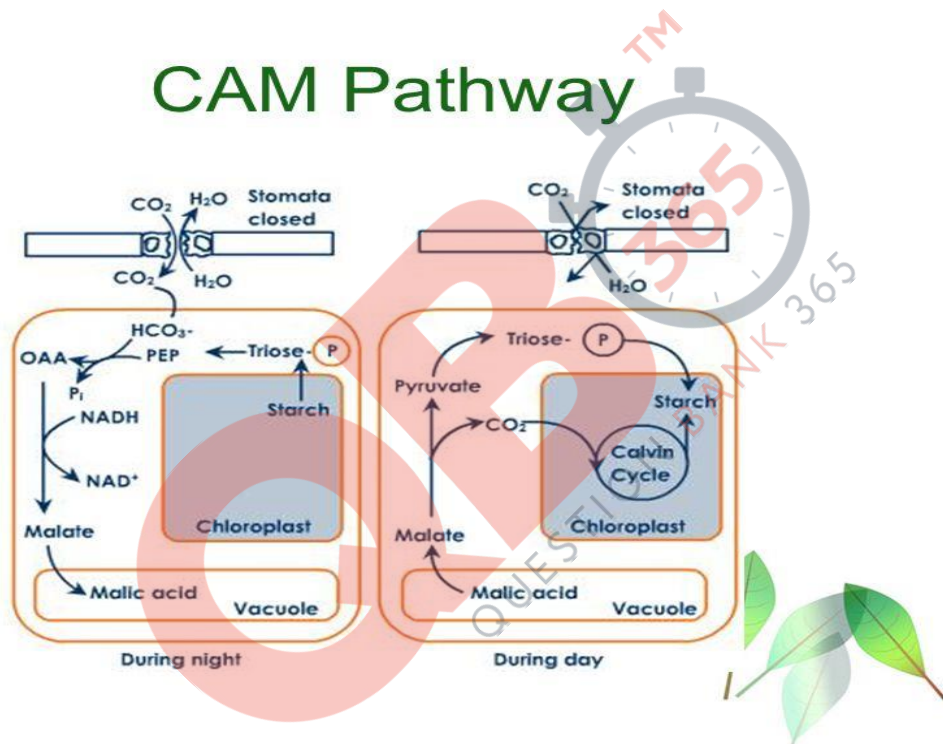 CAM Pathway
CO₂
H₂O
Stomata
closed
CO₂
H₂O
HCO₃-
OAA
PEP
Triose-
P
Pᵢ
NADH
Starch
NAD⁺
Malate
Chloroplast
Malic acid
Vacuole
During night
CO₂
Stomata
closed
H₂O
Triose-
P
Pyruvate
Starch
CO₂
Calvin
Cycle
Malate
Chloroplast
Malic acid
Vacuole
During day
QB365
TM
QUESTION BANK 365